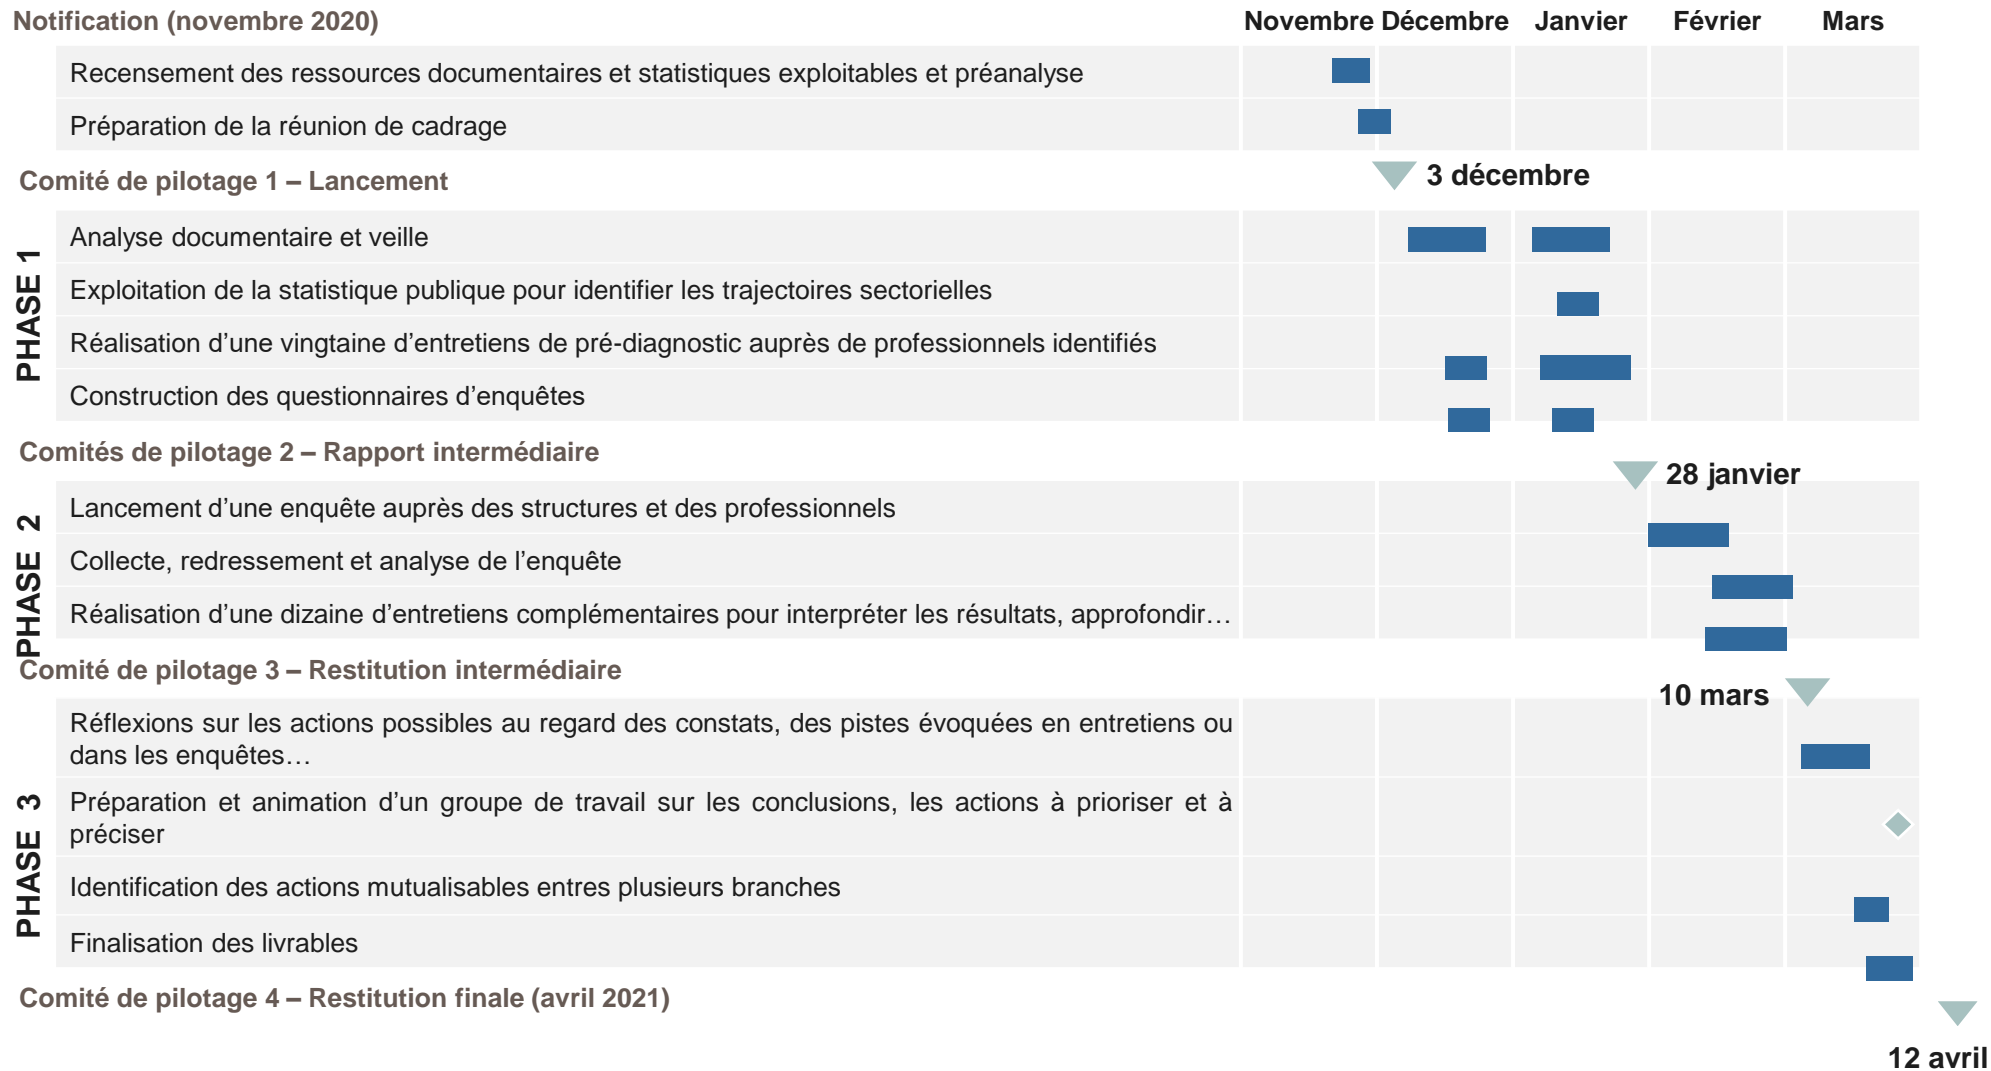 Notification (novembre 2020)
Novembre Décembre Janvier Février Mars
Recensement des ressources documentaires et statistiques exploitables et préanalyse
Préparation de la réunion de cadrage
Comité de pilotage 1 – Lancement
3 décembre
PHASE 1
Analyse documentaire et veille
Exploitation de la statistique publique pour identifier les trajectoires sectorielles
Réalisation d’une vingtaine d’entretiens de pré-diagnostic auprès de professionnels identifiés
Construction des questionnaires d’enquêtes
Comités de pilotage 2 – Rapport intermédiaire
28 janvier
PHASE 2
Lancement d’une enquête auprès des structures et des professionnels
Collecte, redressement et analyse de l’enquête
Réalisation d’une dizaine d’entretiens complémentaires pour interpréter les résultats, approfondir…
Comité de pilotage 3 – Restitution intermédiaire
10 mars
PHASE 3
Réflexions sur les actions possibles au regard des constats, des pistes évoquées en entretiens ou
dans les enquêtes…
Préparation et animation d’un groupe de travail sur les conclusions, les actions à prioriser et à
préciser
Identification des actions mutualisables entres plusieurs branches
Finalisation des livrables
Comité de pilotage 4 – Restitution finale (avril 2021)
12 avril